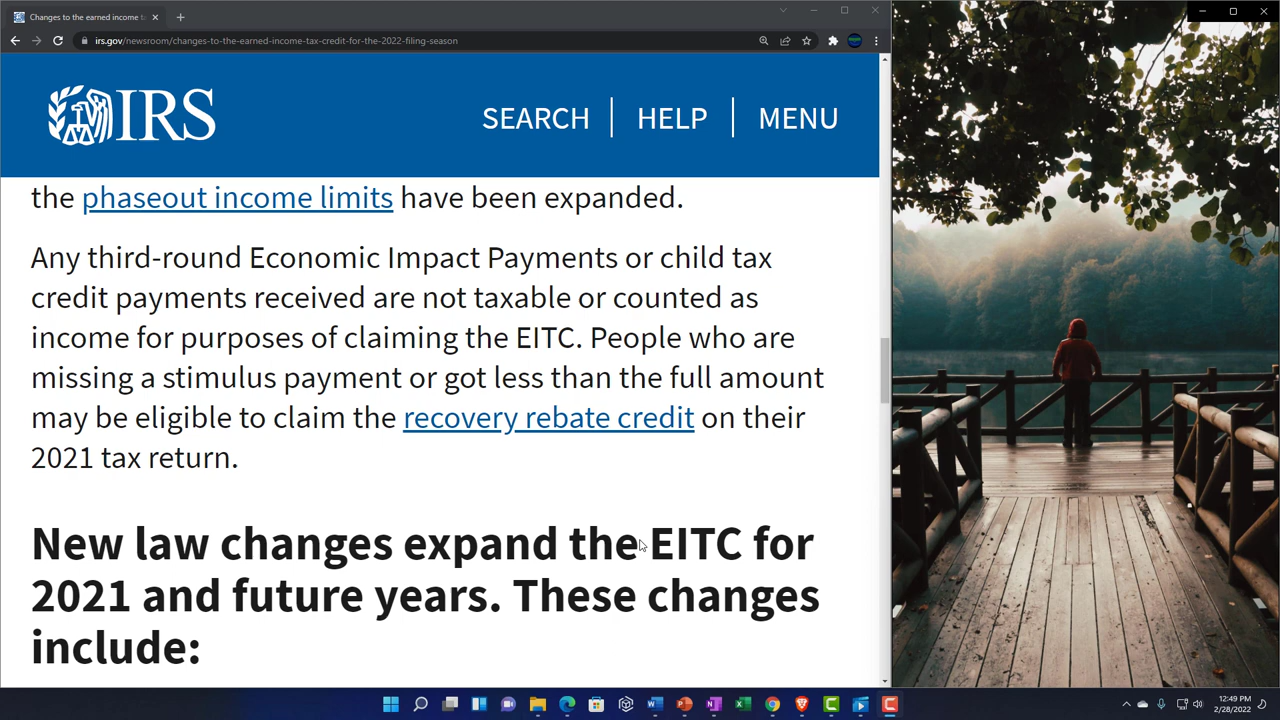 Changes to the earned income ta
irs.gov/newsroom/changes-to-the-earned-income-tax-credit-for-the-2022-filing-season
IRS
SEARCH
HELP
MENU
the phaseout income limits have been expanded.
Any third-round Economic Impact Payments or child tax
credit payments received are not taxable or counted as
income for purposes of claiming the EITC. People who are
missing a stimulus payment or got less than the full amount
may be eligible to claim the recovery rebate credit on their
2021 tax return.
New law changes expand the EITC for
2021 and future years. These changes
include:
12:49 PM
2/28/2022